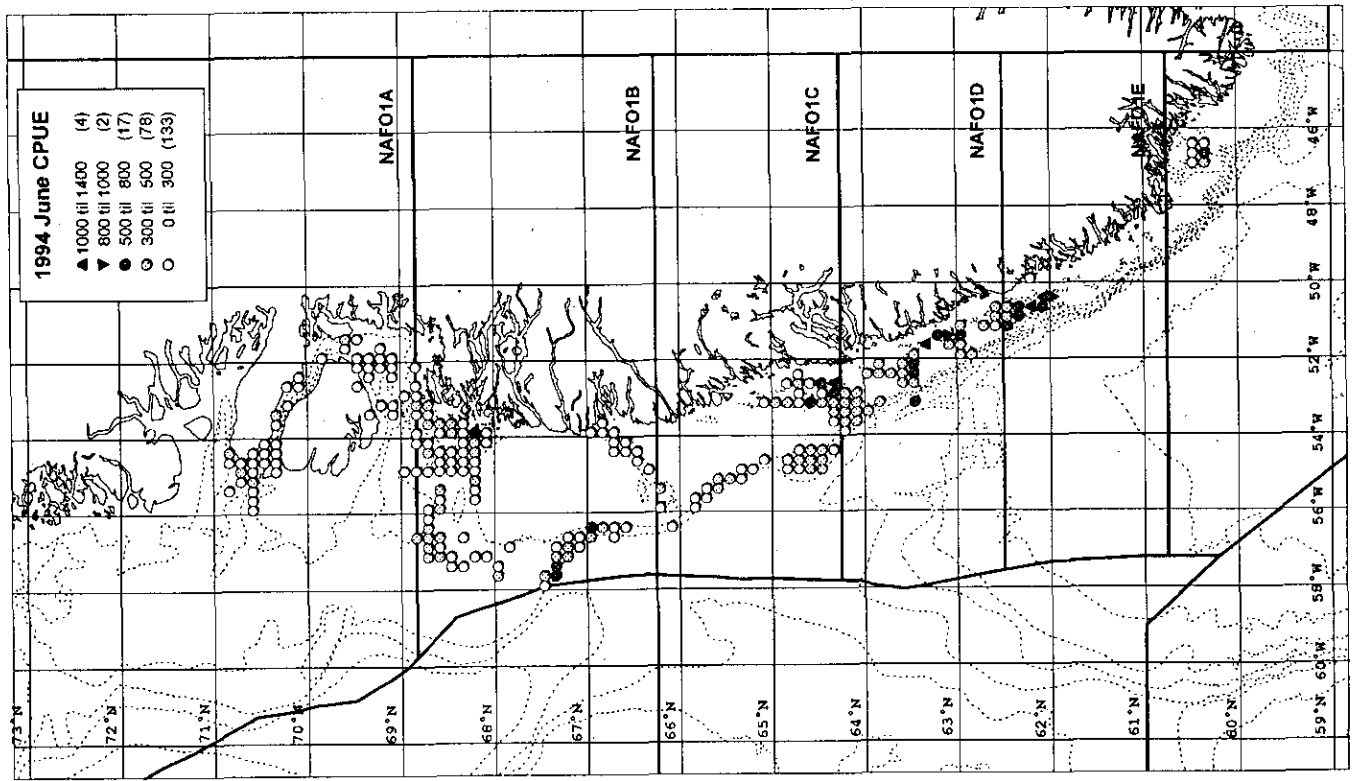 1994 June CPUE
▲ 1000 til 1400 (4)
▼ 800 til 1000 (2)
● 500 til 800 (17)
300 til 500 (78)
○ 0 til 300 (133)
NAFO1A
NAFO1B
NAFO1C
NAFO1D
NAFO1E
73°N
72°N
71°N
70°N
69°N
68°N
67°N
66°N
65°N
64°N
63°N
62°N
61°N
60°N
59°N
60°W
58°W
56°W
54°W
52°W
50°W
48°W
46°W